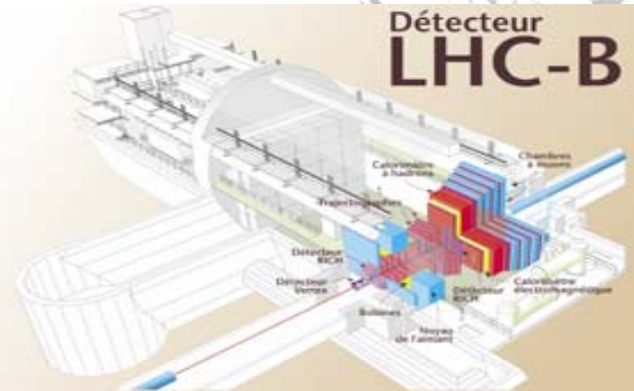 Détecteur
LHC-B
Chambres
à muons
Calorimètre
à hadrons
Trajectographes
Détecteur
RICH
Détecteur
Vertex
Bobines
Noyau
de l'aimant
Détecteur
RICH
Calorimètre
électromagnétique